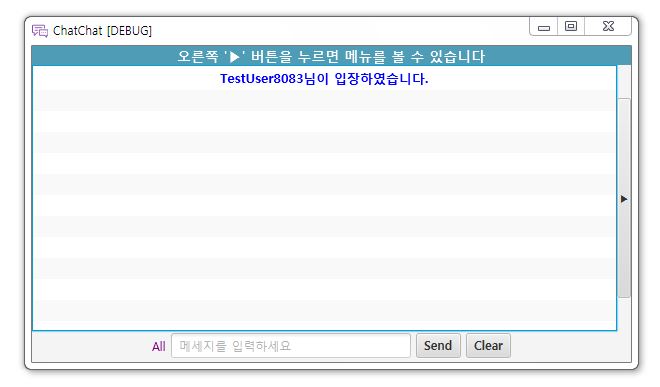 ChatChat [DEBUG]
오른쪽 '▶' 버튼을 누르면 메뉴를 볼 수 있습니다
TestUser8083님이 입장하였습니다.
▶
All 메세지를 입력하세요 Send Clear